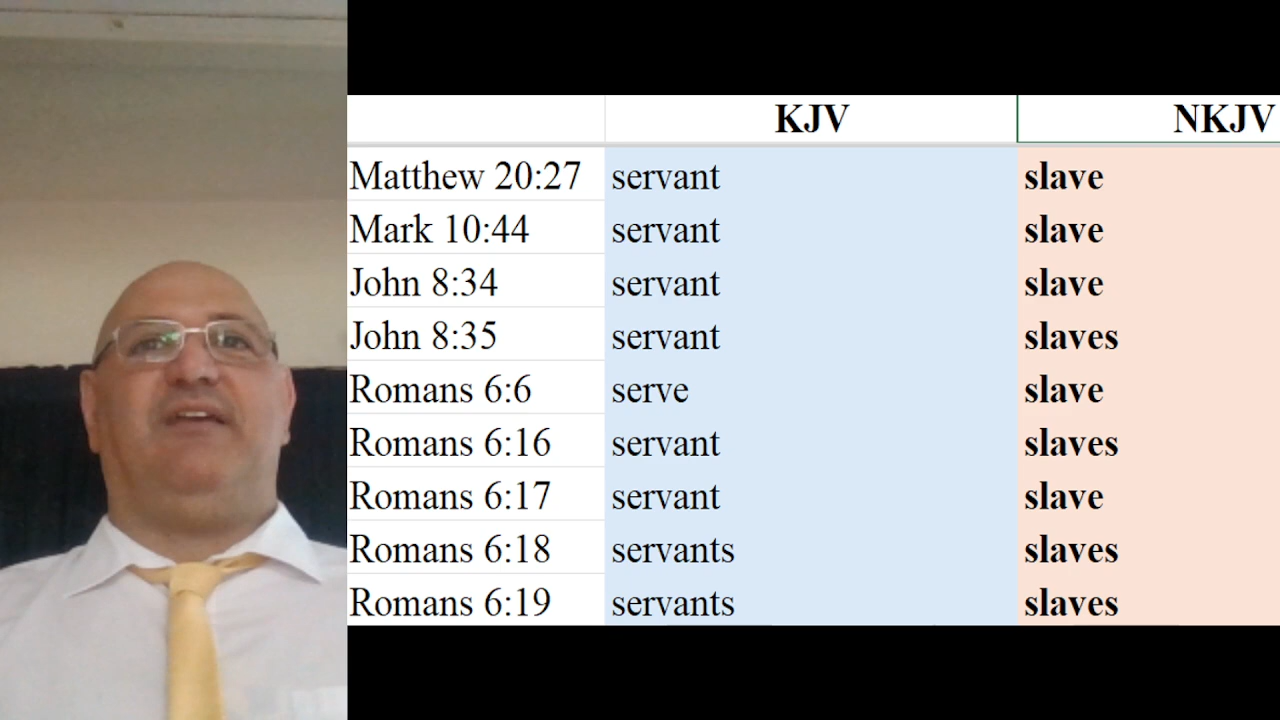 KJV NKJV
Matthew 20:27 servant slave
Mark 10:44 servant slave
John 8:34 servant slave
John 8:35 servant slaves
Romans 6:6 serve slave
Romans 6:16 servant slaves
Romans 6:17 servant slave
Romans 6:18 servants slaves
Romans 6:19 servants slaves